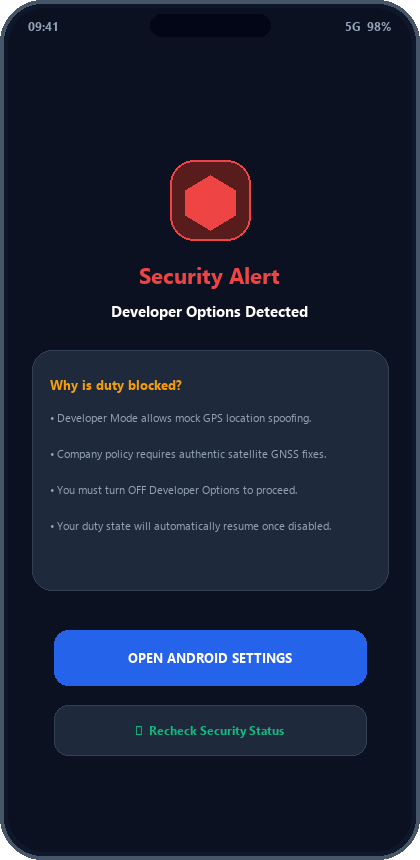 09:41 5G 98%
Security Alert
Developer Options Detected
Why is duty blocked?
• Developer Mode allows mock GPS location spoofing.
• Company policy requires authentic satellite GNSS fixes.
• You must turn OFF Developer Options to proceed.
• Your duty state will automatically resume once disabled.
OPEN ANDROID SETTINGS
Recheck Security Status